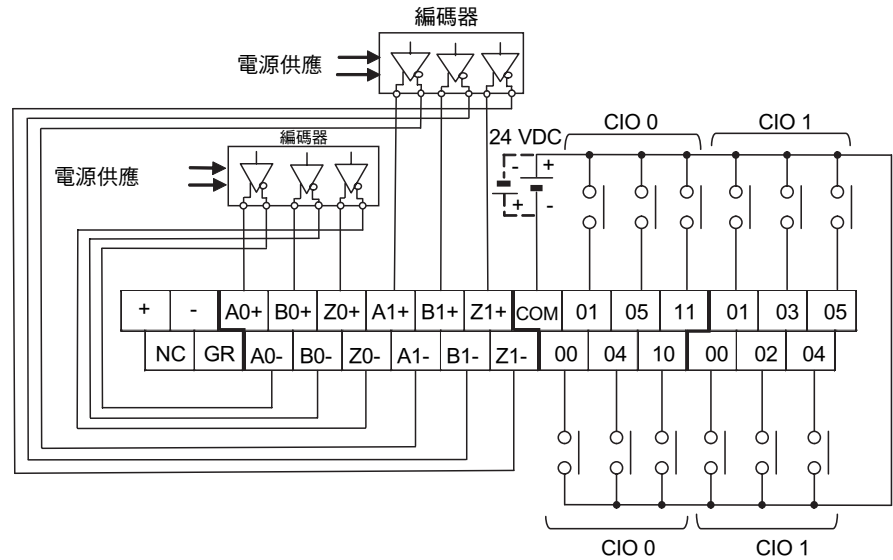 編碼器
電源供應
編碼器
電源供應
24 VDC
CIO 0
CIO 1
- +
+ -
+ - A0+ B0+ Z0+ A1+ B1+ Z1+ COM 01 05 11 01 03 05
NC GR A0- B0- Z0- A1- B1- Z1- 00 04 10 00 02 04
CIO 0
CIO 1